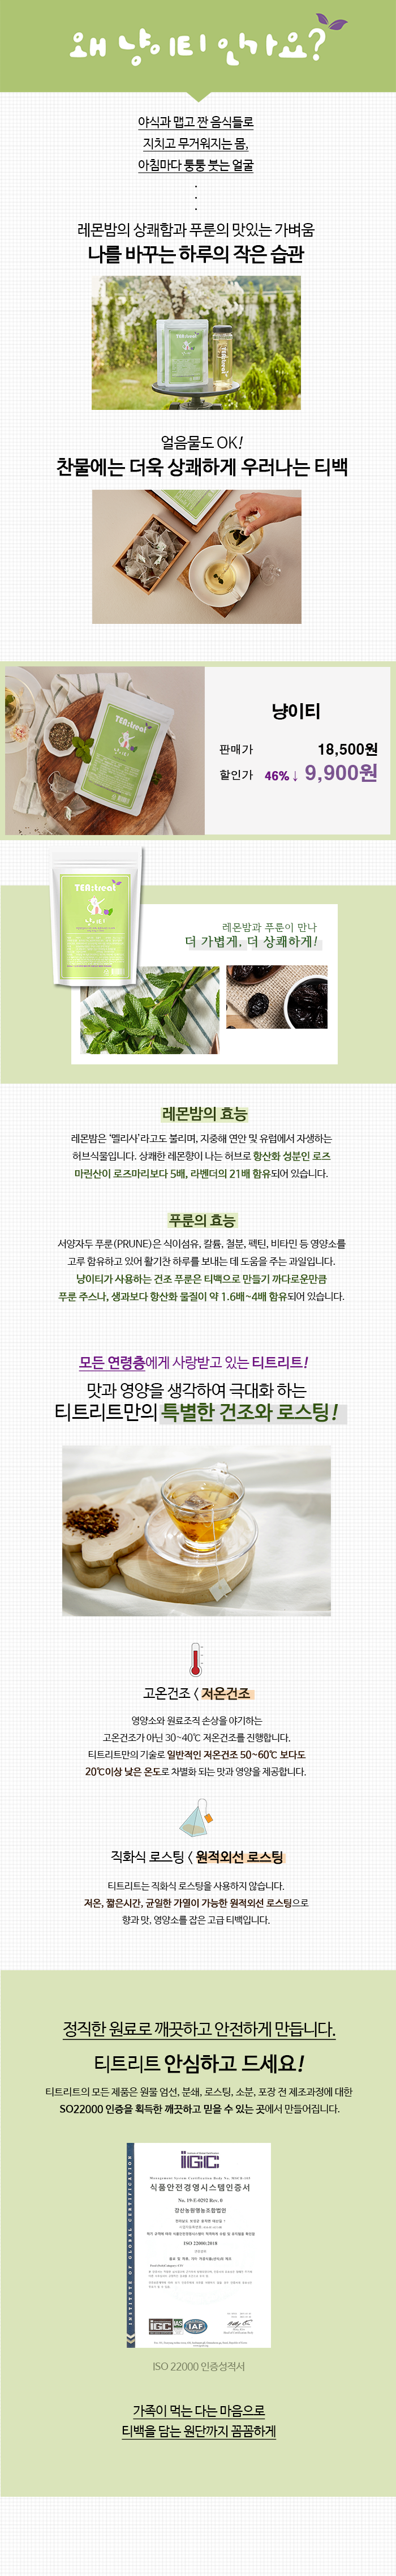 왜 냥이티 인가요?
야식과 맵고 짠 음식들로
지치고 무거워지는 몸,
아침마다 퉁퉁 붓는 얼굴
레몬밤의 상쾌함과 푸룬의 맛있는 가벼움
나를 바꾸는 하루의 작은 습관
얼음물도 OK!
찬물에는 더욱 상쾌하게 우러나는 티백
TEA:treat
냥이티
판매가 18,500원
할인가 46%↓ 9,900원
TEA:treat
냥이티
레몬밤과 푸룬이 만나
더 가볍게, 더 상쾌하게!
레몬밤의 효능
레몬밤은 '멜리사'라고도 불리며, 지중해 연안 및 유럽에서 자생하는
허브식물입니다. 상쾌한 레몬향이 나는 허브로 항산화 성분인 로즈
마린산이 로즈마리보다 5배, 라벤더의 21배 함유되어 있습니다.
푸룬의 효능
서양자두 푸룬(PRUNE)은 식이섬유, 칼륨, 철분, 펙틴, 비타민 등 영양소를
고루 함유하고 있어 활기찬 하루를 보내는 데 도움을 주는 과일입니다.
냥이티가 사용하는 건조 푸룬은 티백으로 만들기 까다로운만큼
푸룬 주스나, 생과보다 항산화 물질이 약 1.6배~4배 함유되어 있습니다.
모든 연령층에게 사랑받고 있는 티트리트!
맛과 영양을 생각하여 극대화 하는
티트리트만의 특별한 건조와 로스팅!
고온건조 < 저온건조
영양소와 원료조직 손상을 야기하는
고온건조가 아닌 30~40℃ 저온건조를 진행합니다.
티트리트만의 기술로 일반적인 저온건조 50~60℃ 보다도
20℃이상 낮은 온도로 차별화 되는 맛과 영양을 제공합니다.
직화식 로스팅 < 원적외선 로스팅
티트리트는 직화식 로스팅을 사용하지 않습니다.
저온, 짧은시간, 균일한 가열이 가능한 원적외선 로스팅으로
향과 맛, 영양소를 잡은 고급 티백입니다.
정직한 원료로 깨끗하고 안전하게 만듭니다.
티트리트 안심하고 드세요!
티트리트의 모든 제품은 원물 엄선, 분쇄, 로스팅, 소분, 포장 전 제조과정에 대한
SO22000 인증을 획득한 깨끗하고 믿을 수 있는 곳에서 만들어집니다.
IGC
식품안전경영시스템인증서
No. 19-E-0292 Rev. 0
강산농원영농조합법인
ISO 22000:2018
IGC
IAS
IAF
ISO 22000 인증성적서
가족이 먹는 다는 마음으로
티백을 담는 원단까지 꼼꼼하게